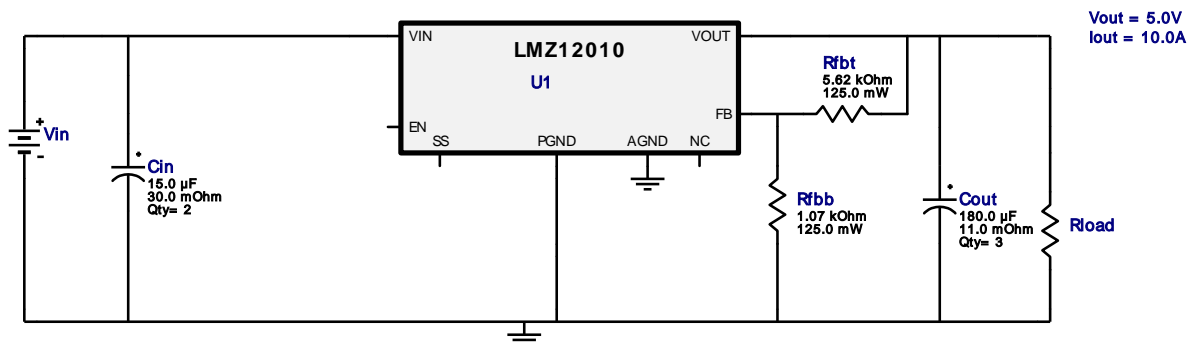 Vout = 5.0V
Iout = 10.0A
VIN
LMZ12010
VOUT
U1
Rfbt
5.62 kOhm
125.0 mW
FB
EN
SS
PGND
AGND
NC
+
Vin
-
Cin
15.0 µF
30.0 mOhm
Qty= 2
Rfbb
1.07 kOhm
125.0 mW
Cout
180.0 µF
11.0 mOhm
Qty= 3
Rload